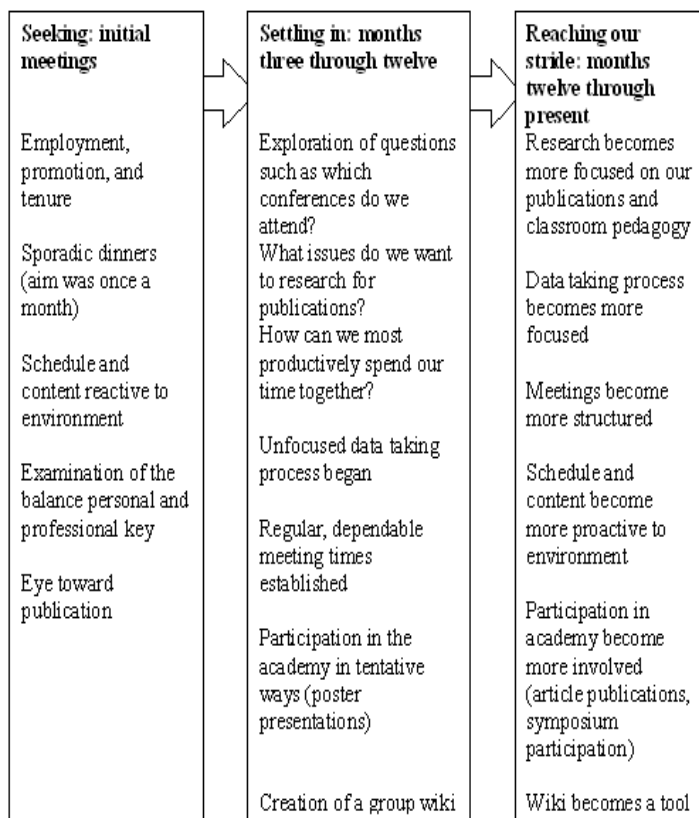 Seeking: initial
meetings
Employment,
promotion, and
tenure
Sporadic dinners
(aim was once a
month)
Schedule and
content reactive to
environment
Examination of the
balance personal and
professional key
Eye toward
publication
Settling in: months
three through twelve
Exploration of questions
such as which
conferences do we
attend?
What issues do we want
to research for
publications?
How can we most
productively spend our
time together?
Unfocused data taking
process began
Regular, dependable
meeting times
established
Participation in the
academy in tentative
ways (poster
presentations)
Creation of a group wiki
Reaching our
stride: months
twelve through
present
Research becomes
more focused on our
publications and
classroom pedagogy
Data taking process
becomes more
focused
Meetings become
more structured
Schedule and
content become
more proactive to
environment
Participation in
academy become
more involved
(article publications,
symposium
participation)
Wiki becomes a tool